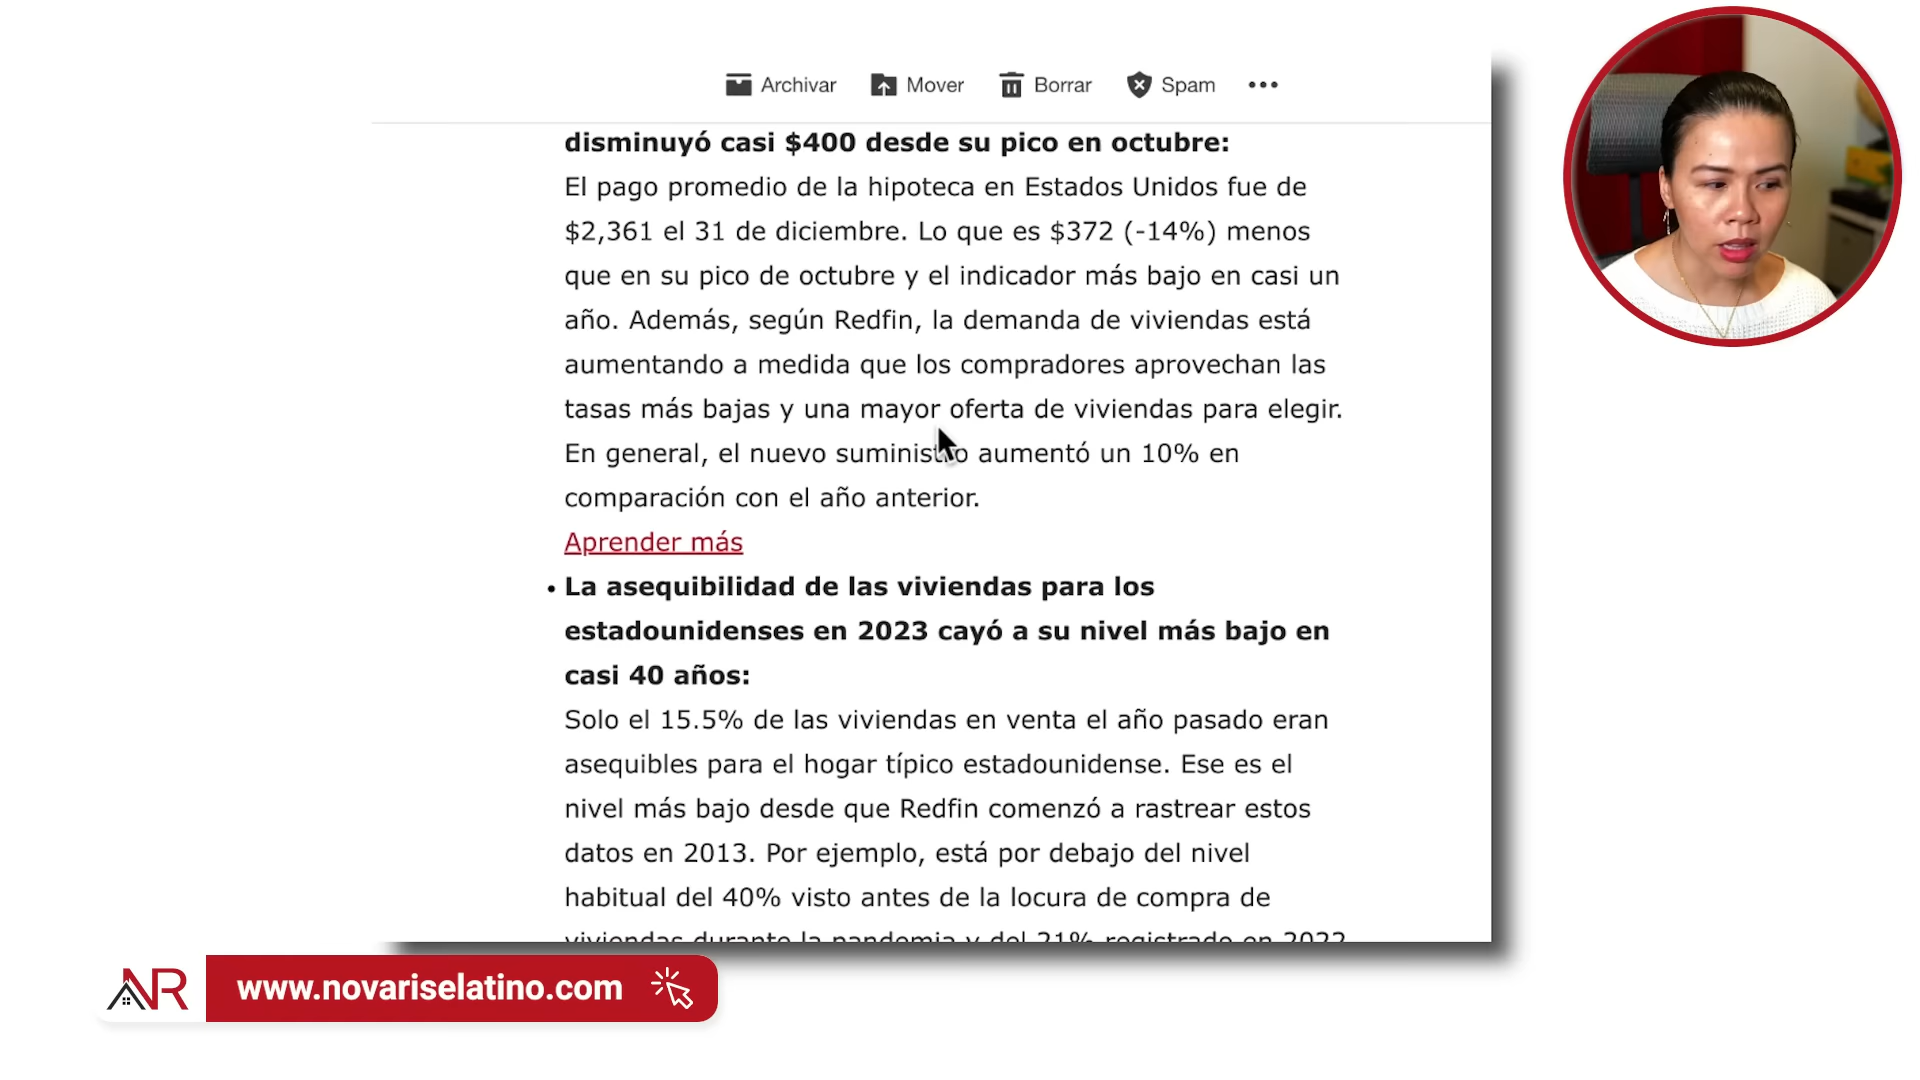 Archivar Mover Borrar Spam
disminuyó casi $400 desde su pico en octubre:
El pago promedio de la hipoteca en Estados Unidos fue de
$2,361 el 31 de diciembre. Lo que es $372 (-14%) menos
que en su pico de octubre y el indicador más bajo en casi un
año. Además, según Redfin, la demanda de viviendas está
aumentando a medida que los compradores aprovechan las
tasas más bajas y una mayor oferta de viviendas para elegir.
En general, el nuevo suministro aumentó un 10% en
comparación con el año anterior.
Aprender más
• La asequibilidad de las viviendas para los
estadounidenses en 2023 cayó a su nivel más bajo en
casi 40 años:
Solo el 15.5% de las viviendas en venta el año pasado eran
asequibles para el hogar típico estadounidense. Ese es el
nivel más bajo desde que Redfin comenzó a rastrear estos
datos en 2013. Por ejemplo, está por debajo del nivel
habitual del 40% visto antes de la locura de compra de
viviendas durante la pandemia y del 21% registrado en 2022
NR www.novariselatino.com